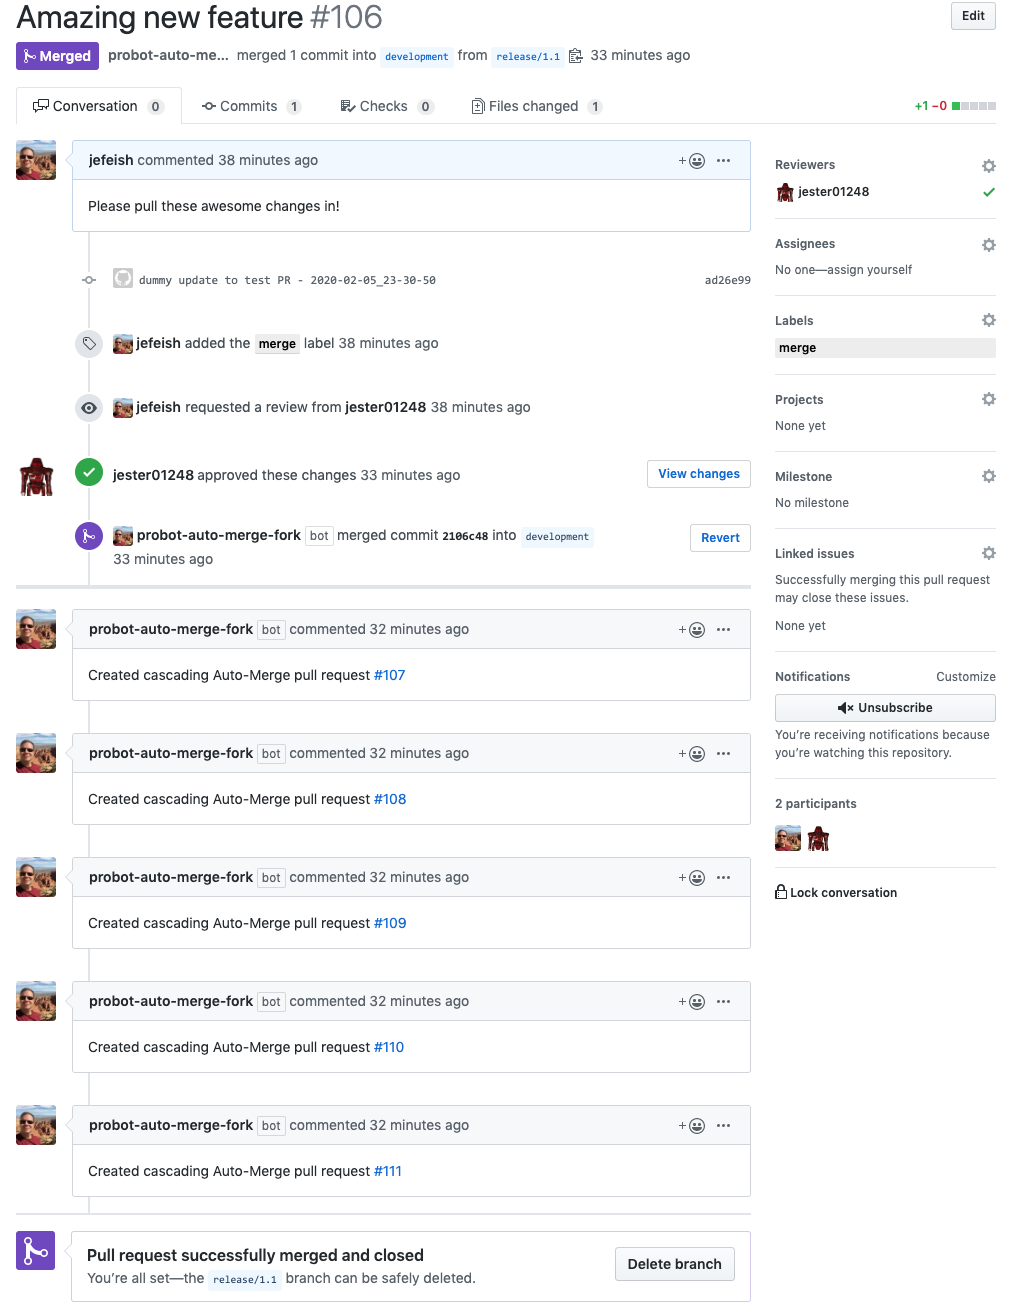 Amazing new feature #106
Edit
Merged probot-auto-me... merged 1 commit into development from release/1.1 33 minutes ago
Conversation 0 Commits 1 Checks 0 Files changed 1 +1 −0
jefeish commented 38 minutes ago
Please pull these awesome changes in!
dummy update to test PR - 2020-02-05_23-30-50 ad26e99
jefeish added the merge label 38 minutes ago
jefeish requested a review from jester01248 38 minutes ago
jester01248 approved these changes 33 minutes ago View changes
probot-auto-merge-fork bot merged commit 2106c48 into development Revert
33 minutes ago
probot-auto-merge-fork bot commented 32 minutes ago
Created cascading Auto-Merge pull request #107
probot-auto-merge-fork bot commented 32 minutes ago
Created cascading Auto-Merge pull request #108
probot-auto-merge-fork bot commented 32 minutes ago
Created cascading Auto-Merge pull request #109
probot-auto-merge-fork bot commented 32 minutes ago
Created cascading Auto-Merge pull request #110
probot-auto-merge-fork bot commented 32 minutes ago
Created cascading Auto-Merge pull request #111
Pull request successfully merged and closed
You’re all set—the release/1.1 branch can be safely deleted.
Delete branch
Reviewers
jester01248
Assignees
No one—assign yourself
Labels
merge
Projects
None yet
Milestone
No milestone
Linked issues
Successfully merging this pull request
may close these issues.
None yet
Notifications Customize
Unsubscribe
You’re receiving notifications because
you’re watching this repository.
2 participants
Lock conversation